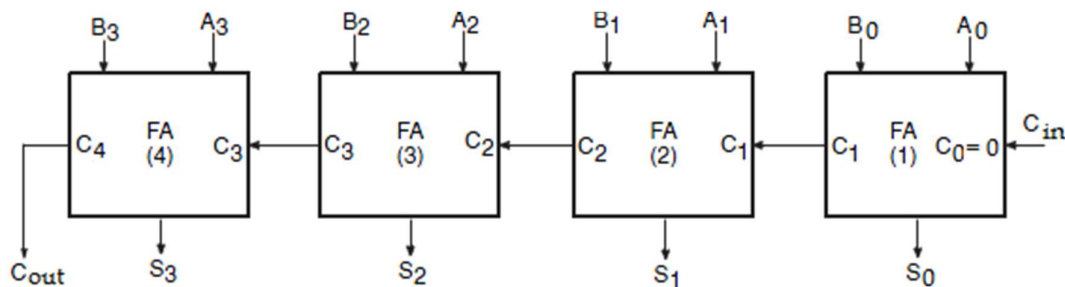 B3 A3 B2 A2 B1 A1 B0 A0
Cin
C4 FA (4) C3 C3 FA (3) C2 C2 FA (2) C1 C1 FA (1) C0 = 0
Cout S3 S2 S1 S0